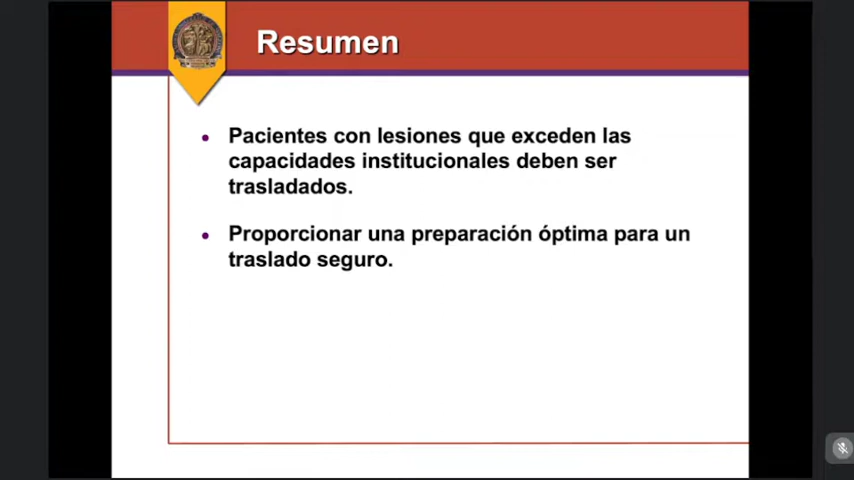 Resumen
• Pacientes con lesiones que exceden las
capacidades institucionales deben ser
trasladados.
• Proporcionar una preparación óptima para un
traslado seguro.